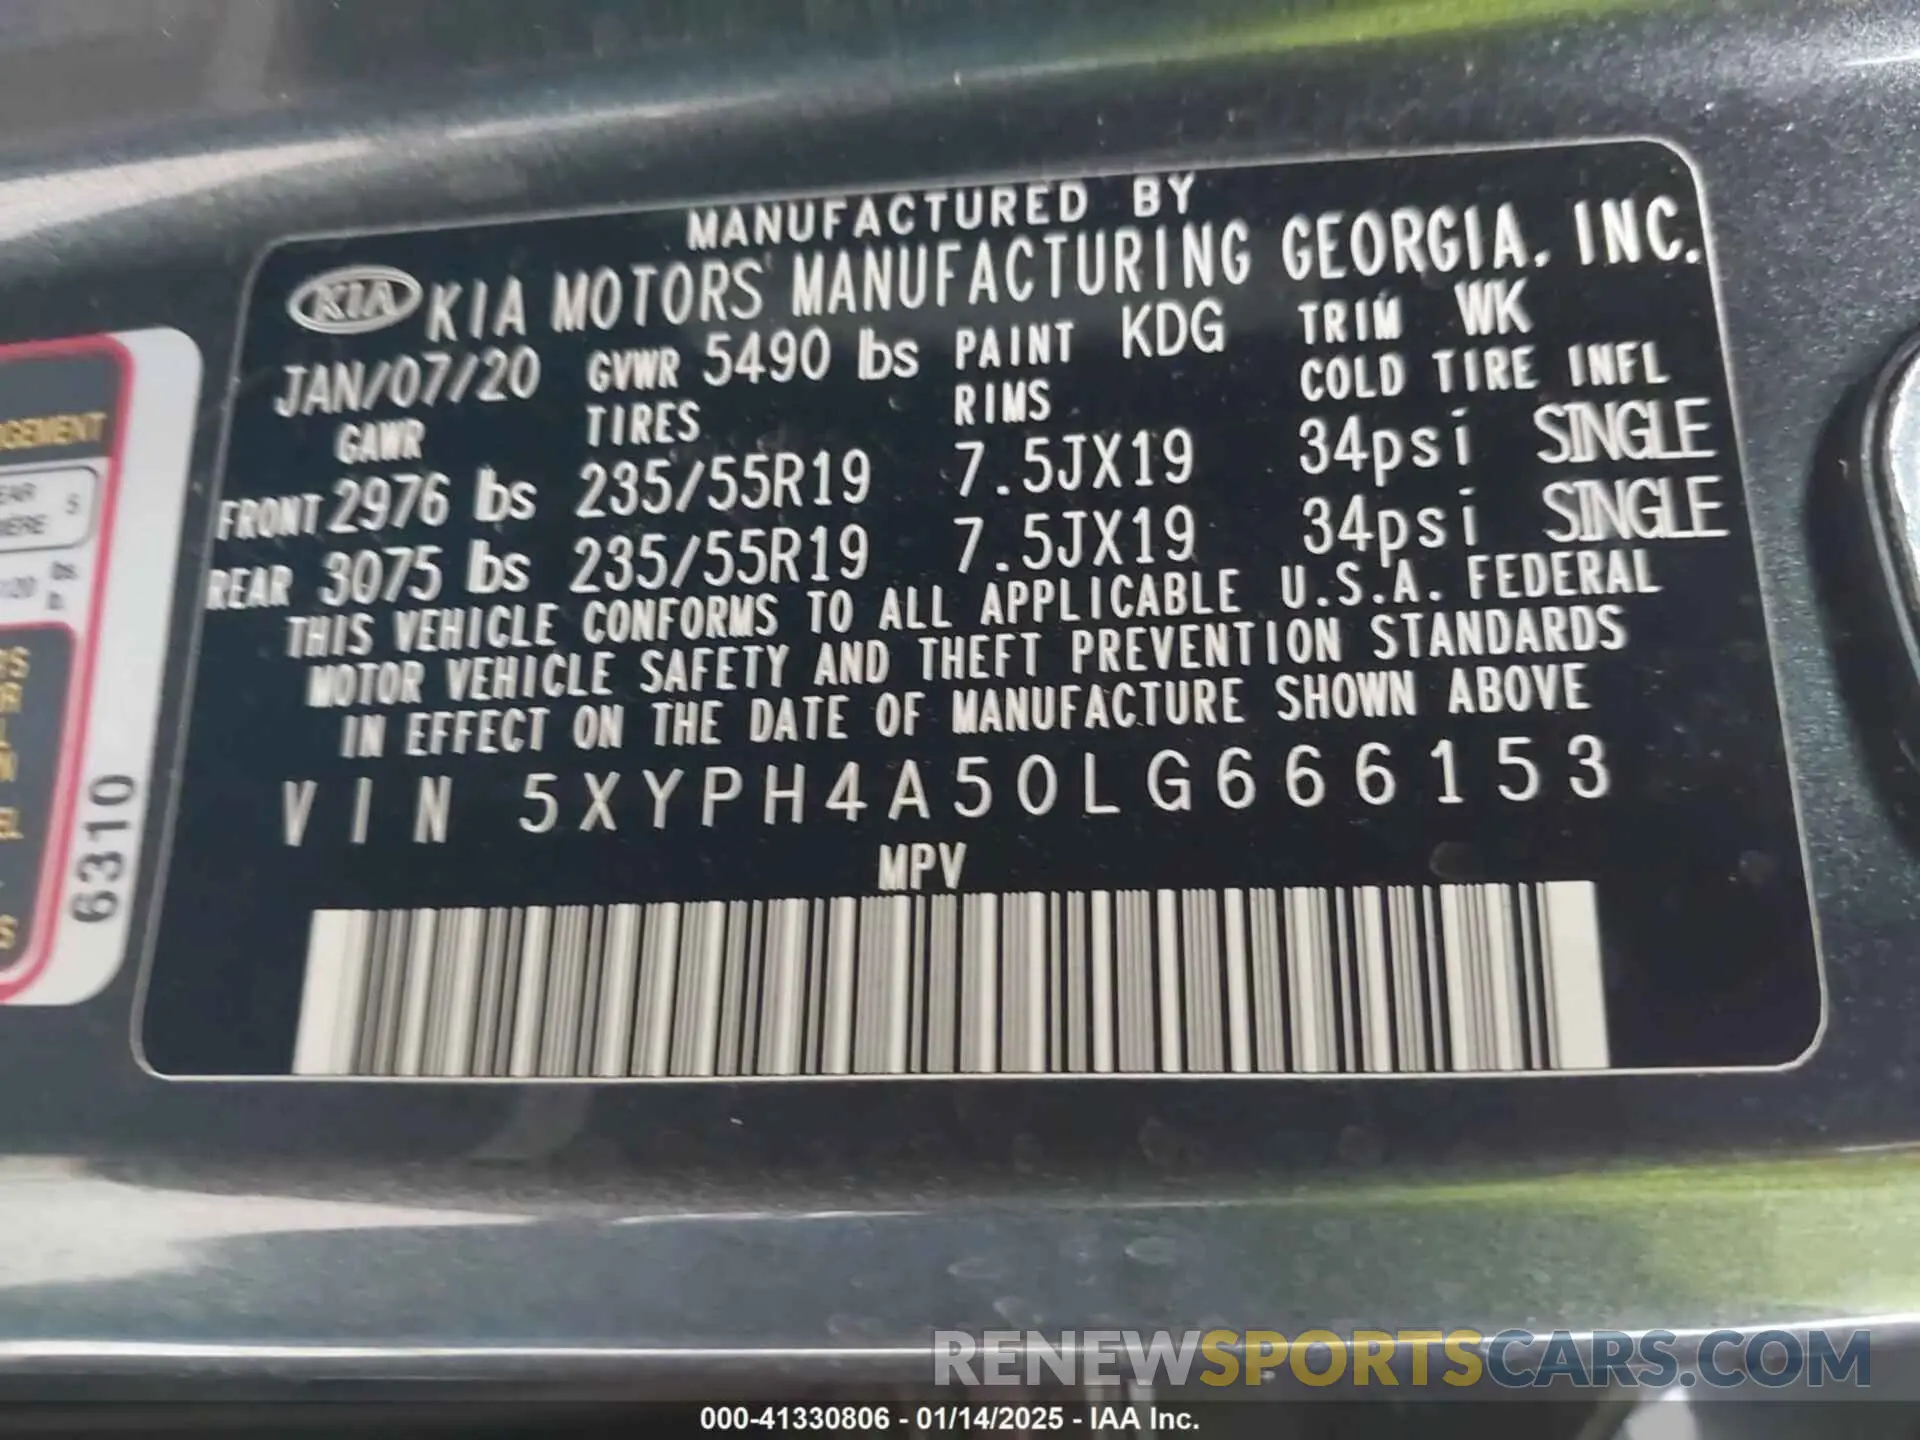 MANUFACTURED BY
KIA KIA MOTORS MANUFACTURING GEORGIA. INC.
JAN/07/20 GVWR 5490 lbs PAINT KDG TRIM WK
GAWR TIRES RIMS COLD TIRE INFL
FRONT 2976 lbs 235/55R19 7.5JX19 34psi SINGLE
REAR 3075 lbs 235/55R19 7.5JX19 34psi SINGLE
THIS VEHICLE CONFORMS TO ALL APPLICABLE U.S.A. FEDERAL
MOTOR VEHICLE SAFETY AND THEFT PREVENTION STANDARDS
IN EFFECT ON THE DATE OF MANUFACTURE SHOWN ABOVE
VIN 5XYPH4A50LG666153
MPV
6310
RENEWSPORTSCARS.COM
000-41330806 - 01/14/2025 - IAA Inc.